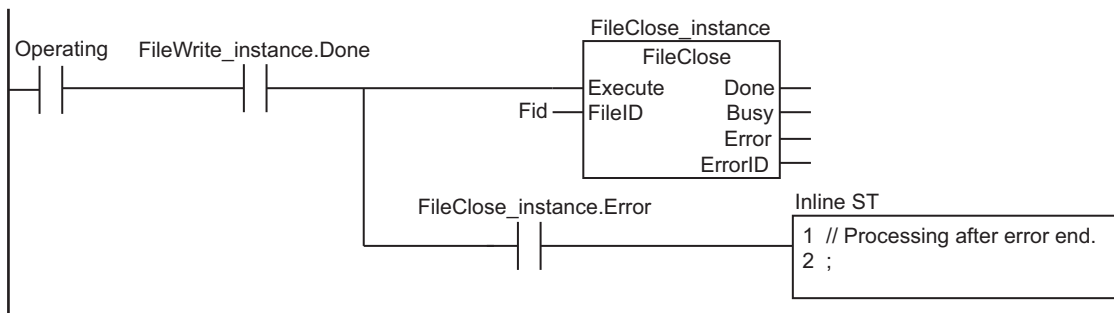 FileClose_instance
Operating FileWrite_instance.Done FileClose
Execute Done
Fid FileID Busy
Error
ErrorID
FileClose_instance.Error Inline ST
1 // Processing after error end.
2 ;